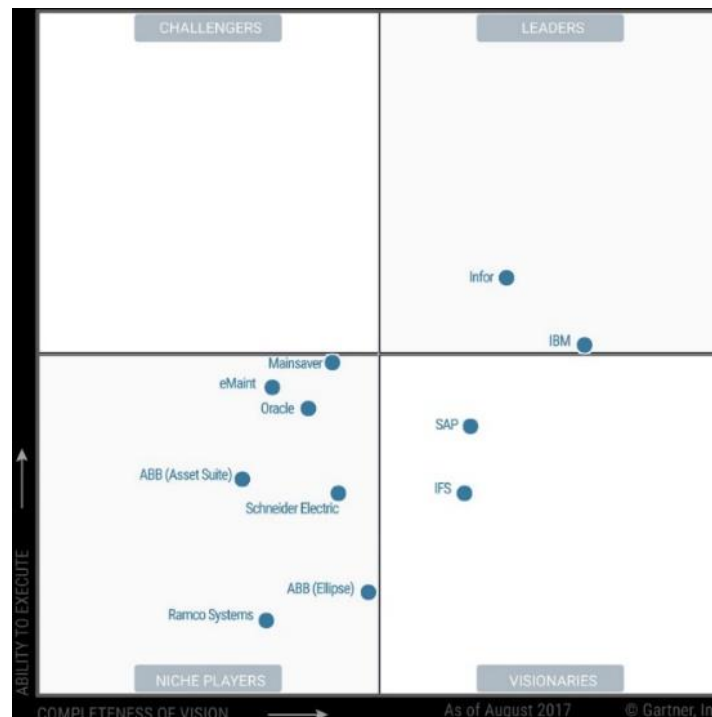 CHALLENGERS
LEADERS
Infor
IBM
Mainsaver
eMaint
Oracle
SAP
ABB (Asset Suite)
IFS
Schneider Electric
ABB (Ellipse)
Ramco Systems
NICHE PLAYERS
VISIONARIES
ABILITY TO EXECUTE
COMPLETENESS OF VISION
As of August 2017
© Gartner, In